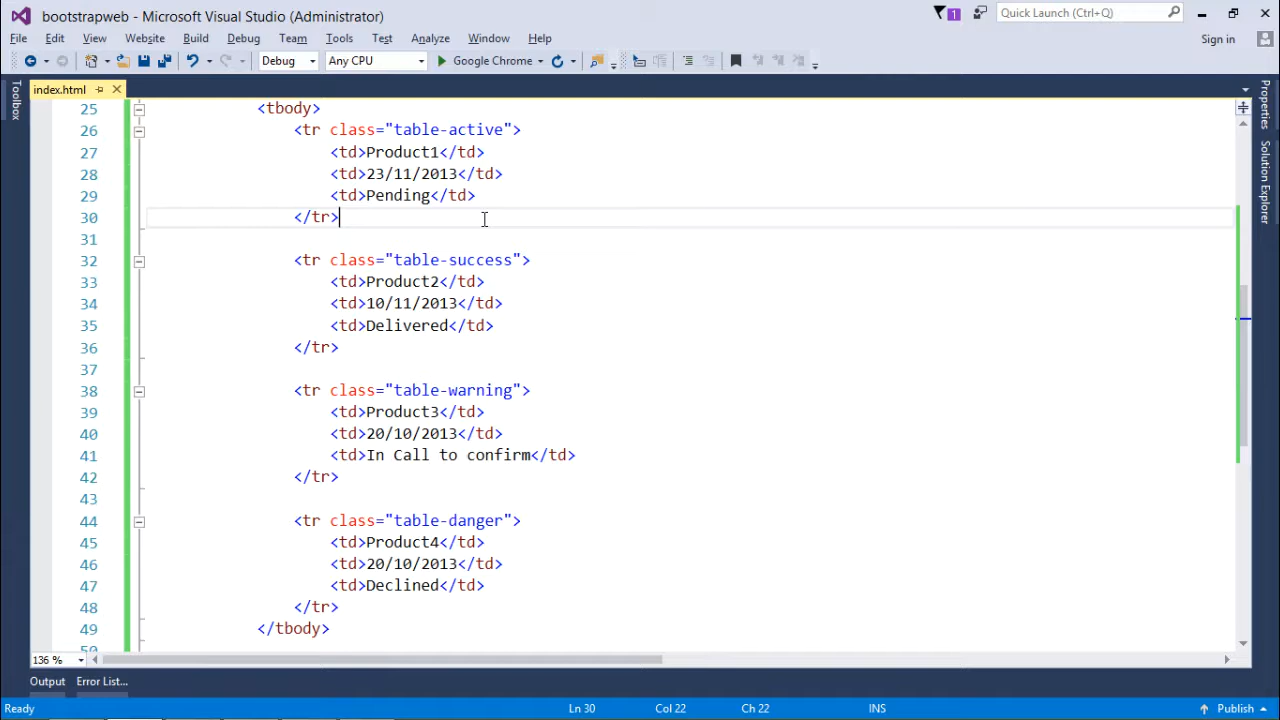 bootstrapweb - Microsoft Visual Studio (Administrator)
1
Quick Launch (Ctrl+Q)
File Edit View Website Build Debug Team Tools Test Analyze Window Help
Sign in
Debug Any CPU Google Chrome
index.html
Toolbox
Properties
Solution Explorer
25 <tbody>
26 <tr class="table-active">
27 <td>Product1</td>
28 <td>23/11/2013</td>
29 <td>Pending</td>
30 </tr>
31
32 <tr class="table-success">
33 <td>Product2</td>
34 <td>10/11/2013</td>
35 <td>Delivered</td>
36 </tr>
37
38 <tr class="table-warning">
39 <td>Product3</td>
40 <td>20/10/2013</td>
41 <td>In Call to confirm</td>
42 </tr>
43
44 <tr class="table-danger">
45 <td>Product4</td>
46 <td>20/10/2013</td>
47 <td>Declined</td>
48 </tr>
49 </tbody>
50
136 %
Output Error List...
Ready Ln 30 Col 22 Ch 22 INS Publish